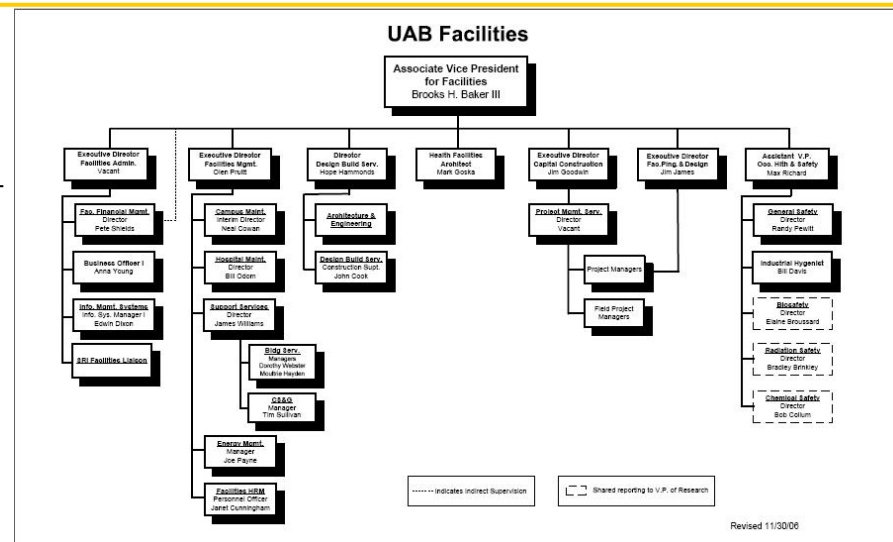 UAB Facilities
Associate Vice President
for Facilities
Brooks H. Baker III
Executive Director
Facilities Admin.
Vacant
Executive Director
Facilities Mgmt.
Olen Pruitt
Director
Design Build Serv.
Hope Hammonds
Health Facilities
Architect
Mark Goska
Executive Director
Capital Construction
Jim Goodwin
Executive Director
Fac.Plng. & Design
Jim James
Assistant V.P.
Occ. Hlth & Safety
Max Richard
Fac. Financial Mgmt.
Director
Pete Shields
Business Officer I
Anna Young
Info. Mgmt. Systems
Info. Sys. Manager I
Edwin Dixon
SRI Facilities Liaison
Campus Maint.
Interim Director
Neal Cowan
Hospital Maint.
Director
Bill Odom
Support Services
Director
James Williams
Bldg Serv.
Managers
Dorothy Webster
Moultrie Hayden
CS&G
Manager
Tim Sullivan
Energy Mgmt.
Manager
Joe Payne
Facilities HRM
Personnel Officer
Janet Cunningham
Architecture &
Engineering
Design Build Serv.
Construction Supt.
John Cook
Project Mgmt. Serv.
Director
Vacant
Project Managers
Field Project
Managers
General Safety
Director
Randy Pewitt
Industrial Hygenist
Bill Davis
Biosafety
Director
Elaine Broussard
Radiation Safety
Director
Bradley Brinkley
Chemical Safety
Director
Bob Collum
------ Indicates Indirect Supervision
Shared reporting to V.P. of Research
Revised 11/30/06